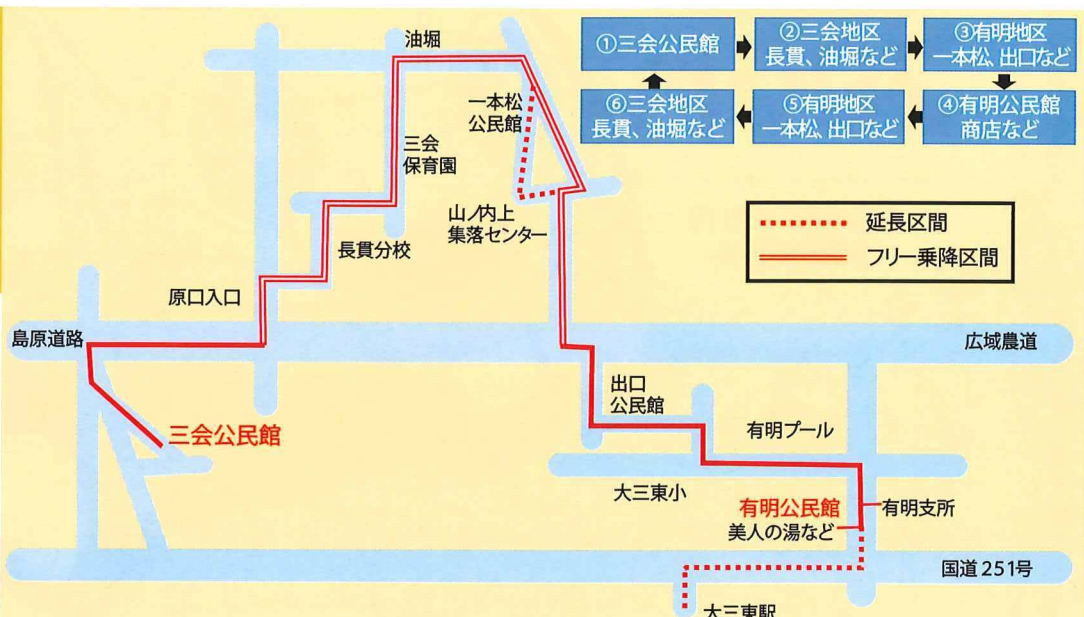 ①三会公民館
②三会地区
長貫、油堀など
③有明地区
一本松、出口など
④有明公民館
商店など
⑤有明地区
一本松、出口など
⑥三会地区
長貫、油堀など
油堀
一本松
公民館
三会
保育園
山ノ内上
集落センター
長貫分校
原口入口
延長区間
フリー乗降区間
島原道路
広域農道
三会公民館
出口
公民館
有明プール
大三東小
有明公民館
美人の湯など
有明支所
国道251号
大三東駅